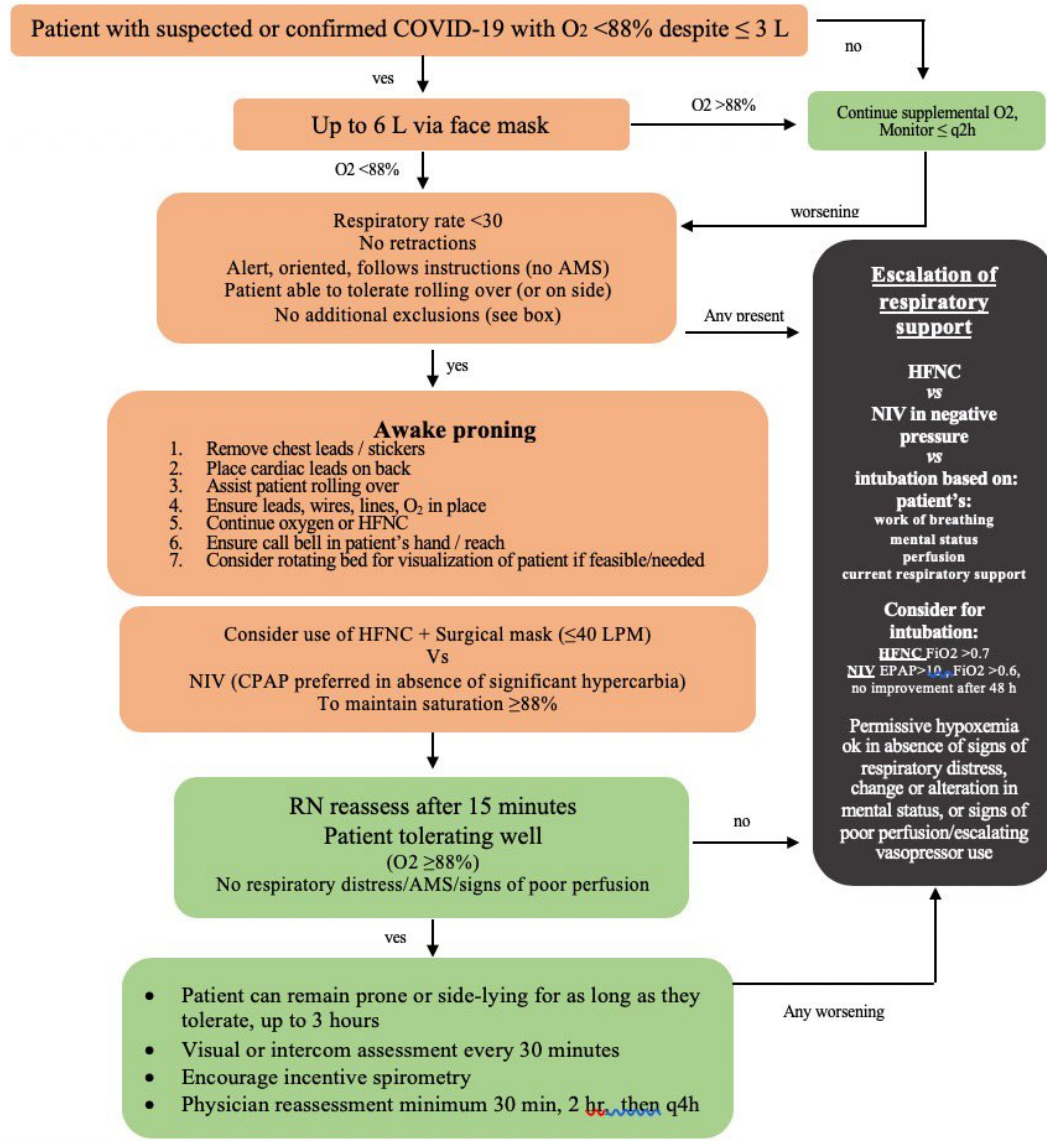 Patient with suspected or confirmed COVID-19 with O2 <88% despite ≤ 3 L
no
yes
Up to 6 L via face mask
O2 >88%
Continue supplemental O2,
Monitor ≤ q2h
O2 <88%
worsening
Respiratory rate <30
No retractions
Alert, oriented, follows instructions (no AMS)
Patient able to tolerate rolling over (or on side)
No additional exclusions (see box)
Any present
yes
Awake proning
1. Remove chest leads / stickers
2. Place cardiac leads on back
3. Assist patient rolling over
4. Ensure leads, wires, lines, O2 in place
5. Continue oxygen or HFNC
6. Ensure call bell in patient's hand / reach
7. Consider rotating bed for visualization of patient if feasible/needed
Consider use of HFNC + Surgical mask (≤40 LPM)
Vs
NIV (CPAP preferred in absence of significant hypercarbia)
To maintain saturation ≥88%
RN reassess after 15 minutes
Patient tolerating well
(O2 ≥88%)
No respiratory distress/AMS/signs of poor perfusion
no
yes
• Patient can remain prone or side-lying for as long as they
tolerate, up to 3 hours
• Visual or intercom assessment every 30 minutes
• Encourage incentive spirometry
• Physician reassessment minimum 30 min, 2 hr, then q4h
Any worsening
Escalation of
respiratory
support
HFNC
vs
NIV in negative
pressure
vs
intubation based on:
patient's:
work of breathing
mental status
perfusion
current respiratory support
Consider for
intubation:
HFNC FiO2 >0.7
NIV EPAP>10, FiO2 >0.6,
no improvement after 48 h
Permissive hypoxemia
ok in absence of signs of
respiratory distress,
change or alteration in
mental status, or signs of
poor perfusion/escalating
vasopressor use